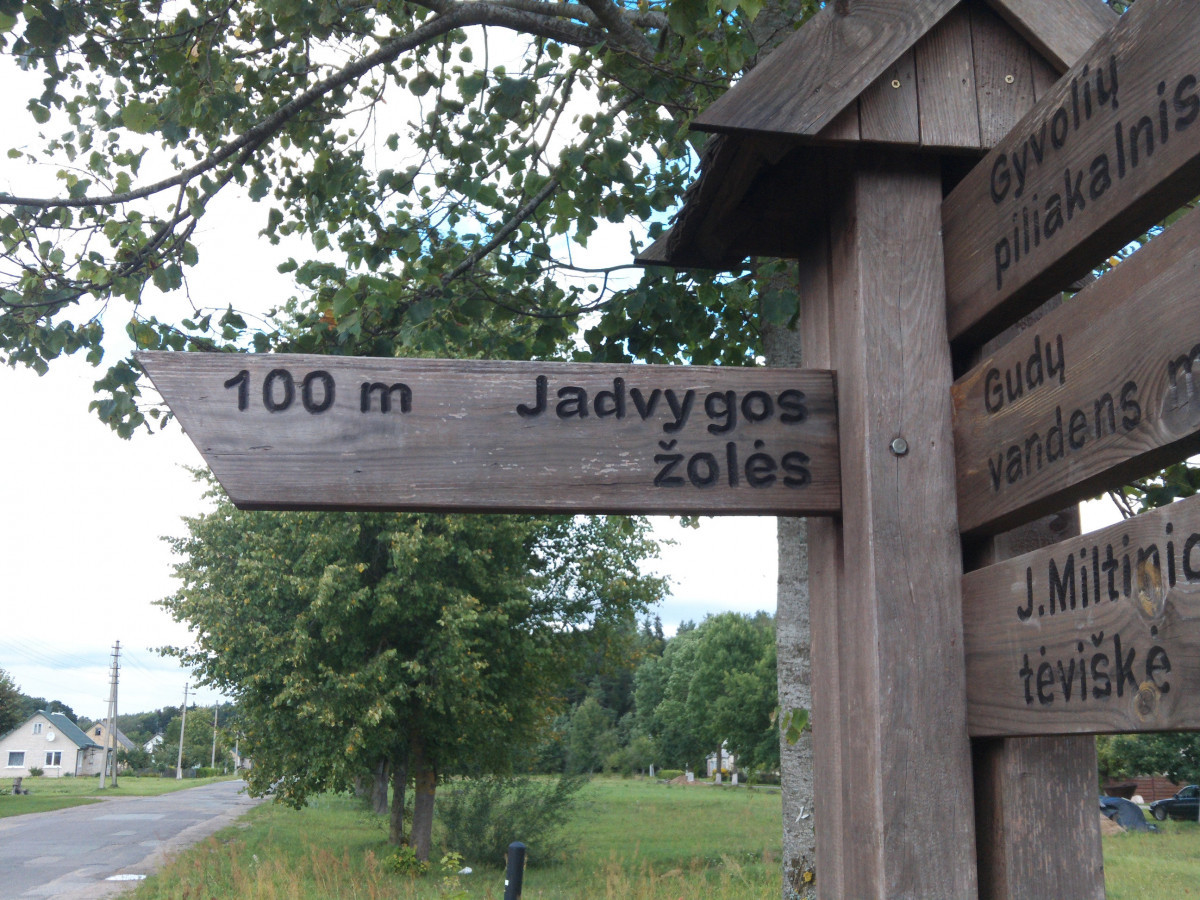 100 m Jadvygos
žolės
Gyvolių
piliakalnis
Gudų
vandens
J.Miltinio
tėviškė